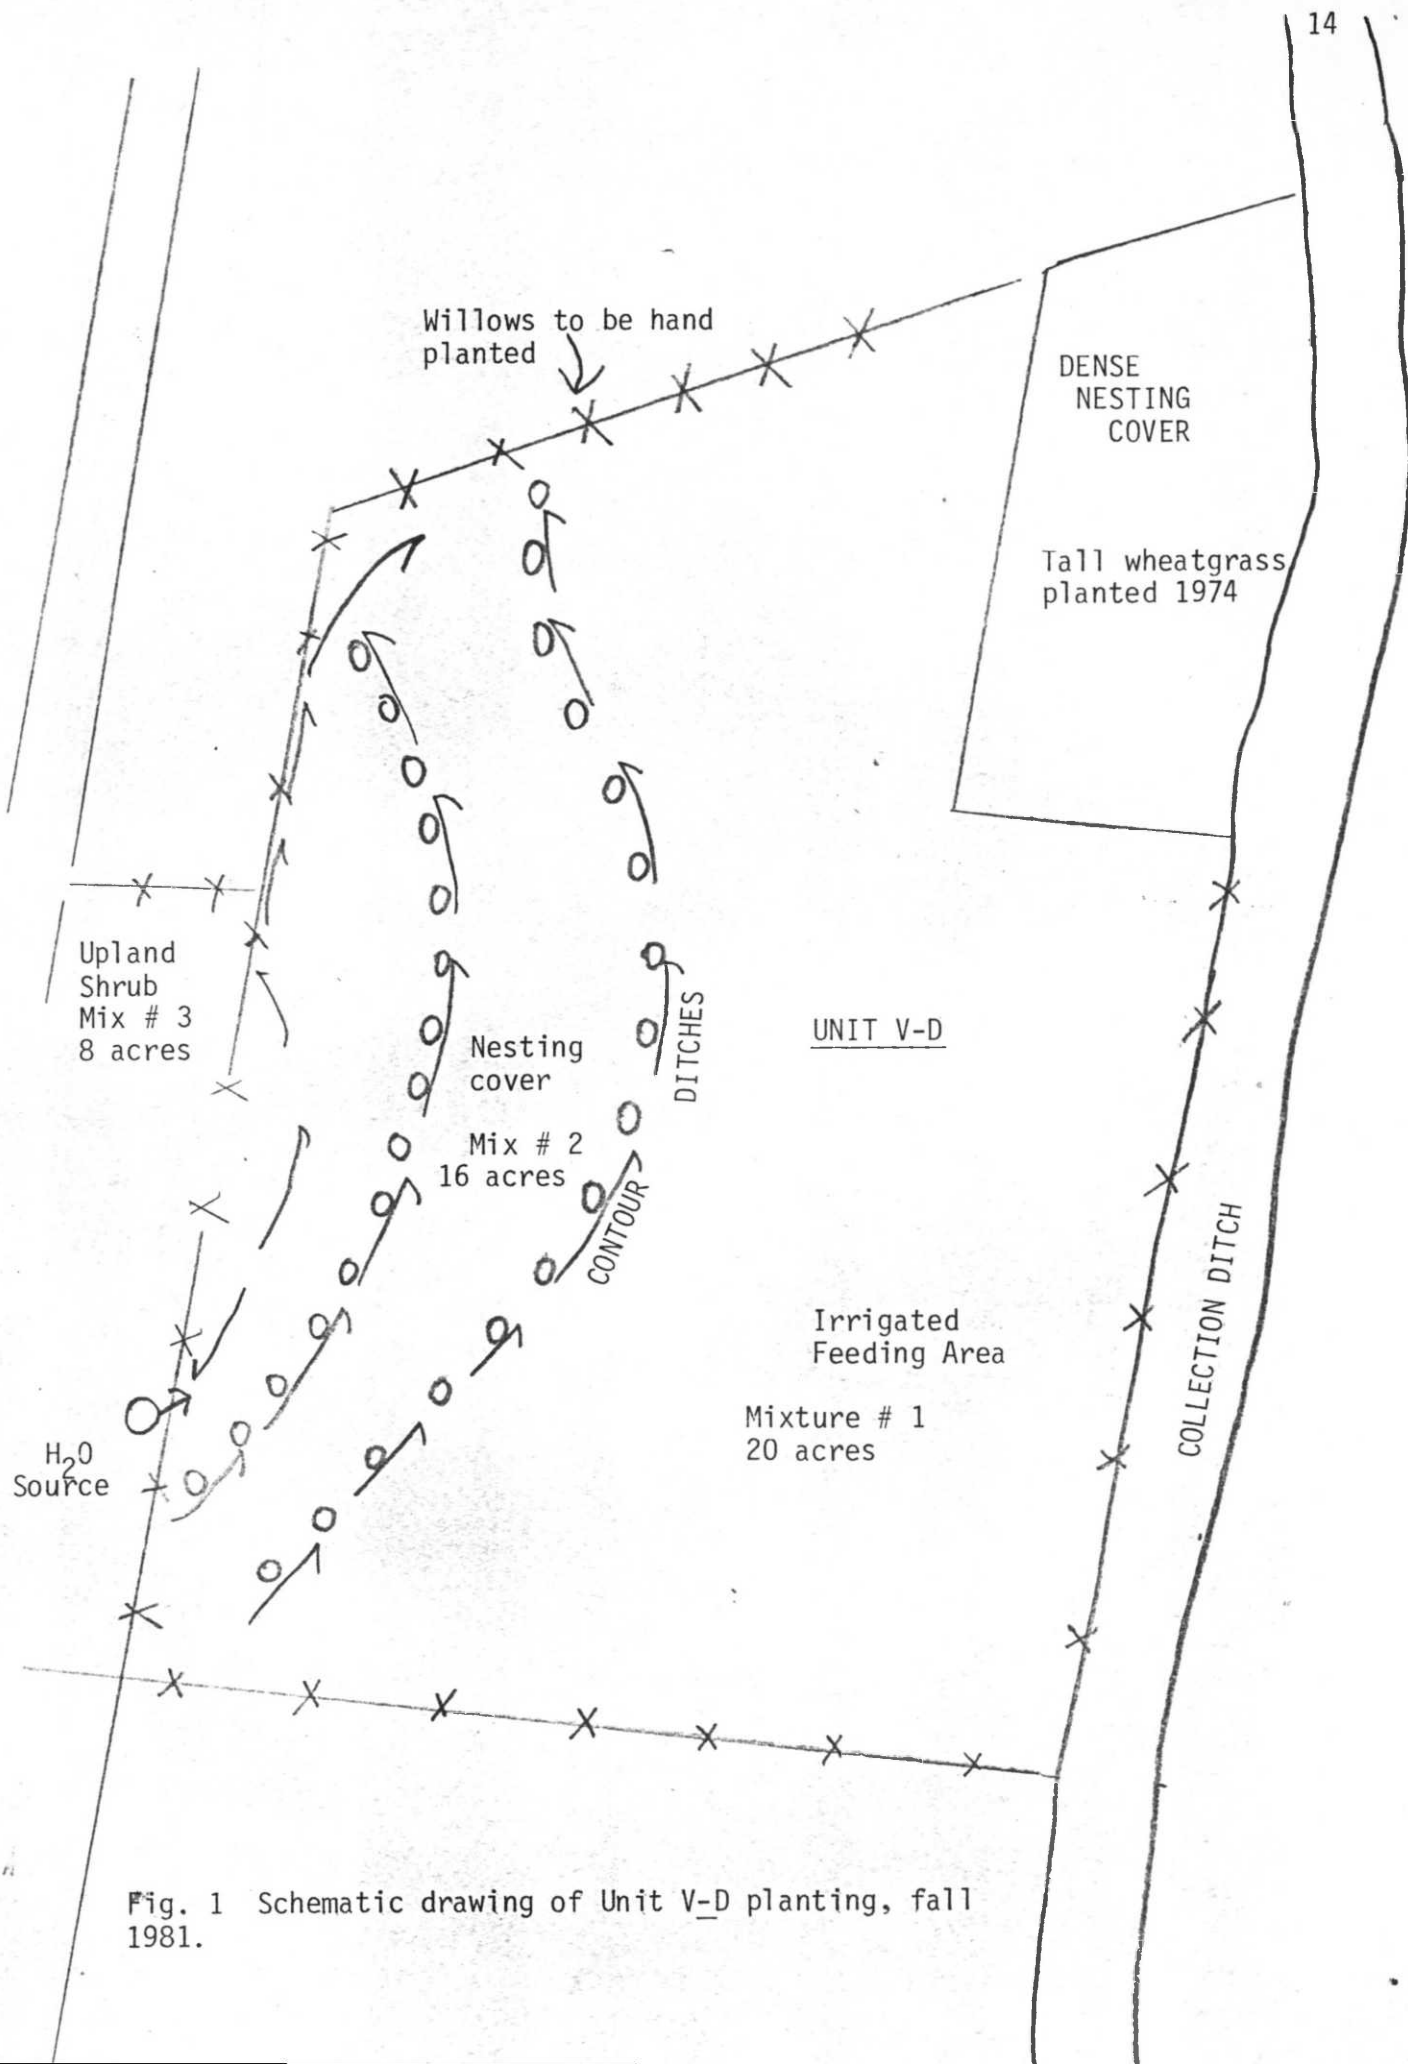 14
Willows to be hand
planted
DENSE
NESTING
COVER
Tall wheatgrass
planted 1974
Upland
Shrub
Mix # 3
8 acres
Nesting
cover
Mix # 2
16 acres
CONTOUR DITCHES
UNIT V-D
Irrigated
Feeding Area
Mixture # 1
20 acres
COLLECTION DITCH
H2O
Source
Fig. 1 Schematic drawing of Unit V-D planting, fall
1981.